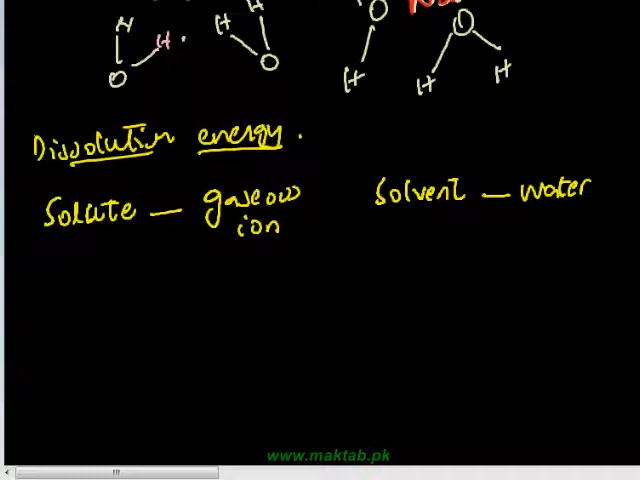 H H
H H. H O O
O O H H H
Dissolution energy.
Solute — gaseous Solvent — water
ion
www.maktab.pk